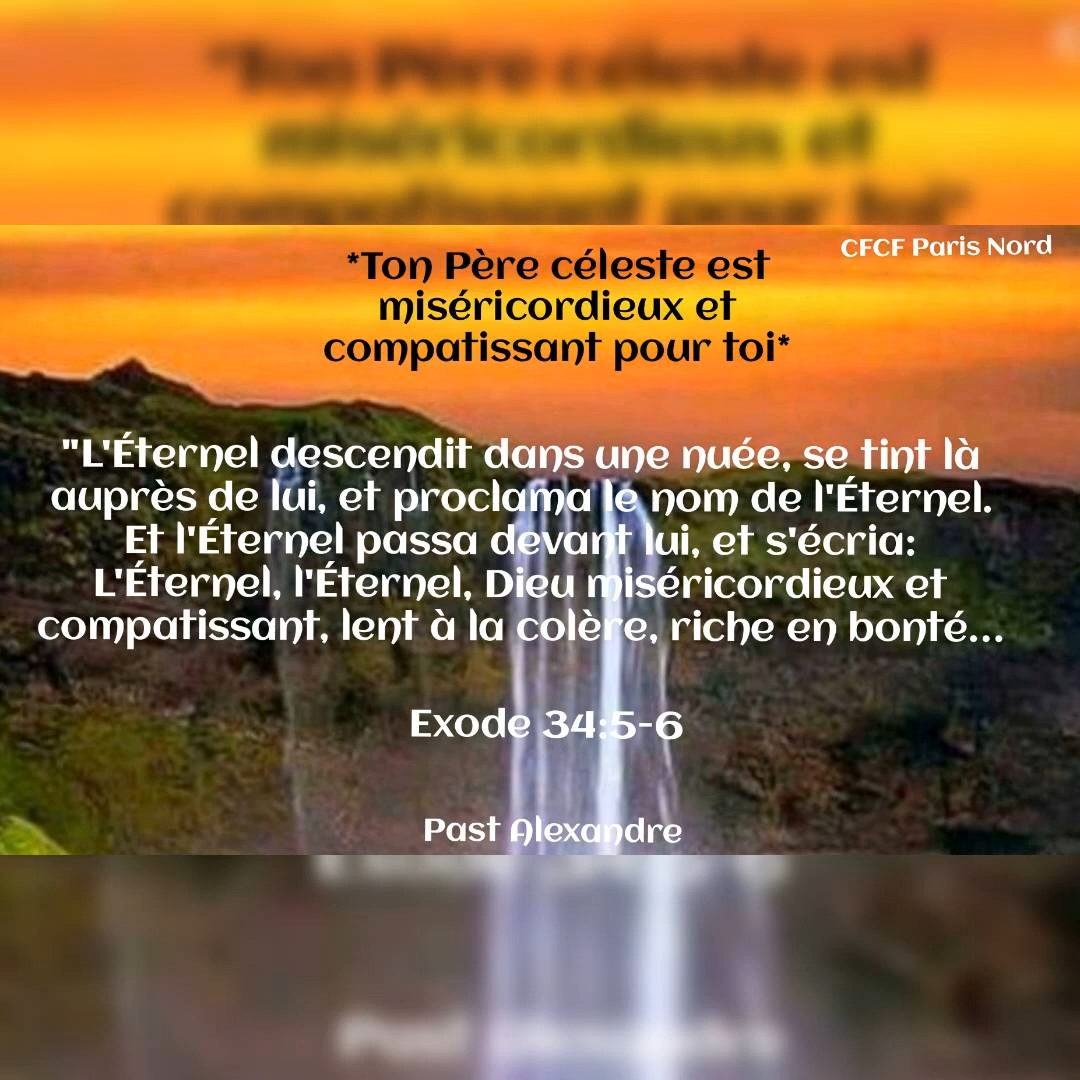 CFCF Paris Nord
*Ton Père céleste est
miséricordieux et
compatissant pour toi*
"L'Éternel descendit dans une nuée, se tint là
auprès de lui, et proclama le nom de l'Éternel.
Et l'Éternel passa devant lui, et s'écria:
L'Éternel, l'Éternel, Dieu miséricordieux et
compatissant, lent à la colère, riche en bonté...
Exode 34:5-6
Past Alexandre